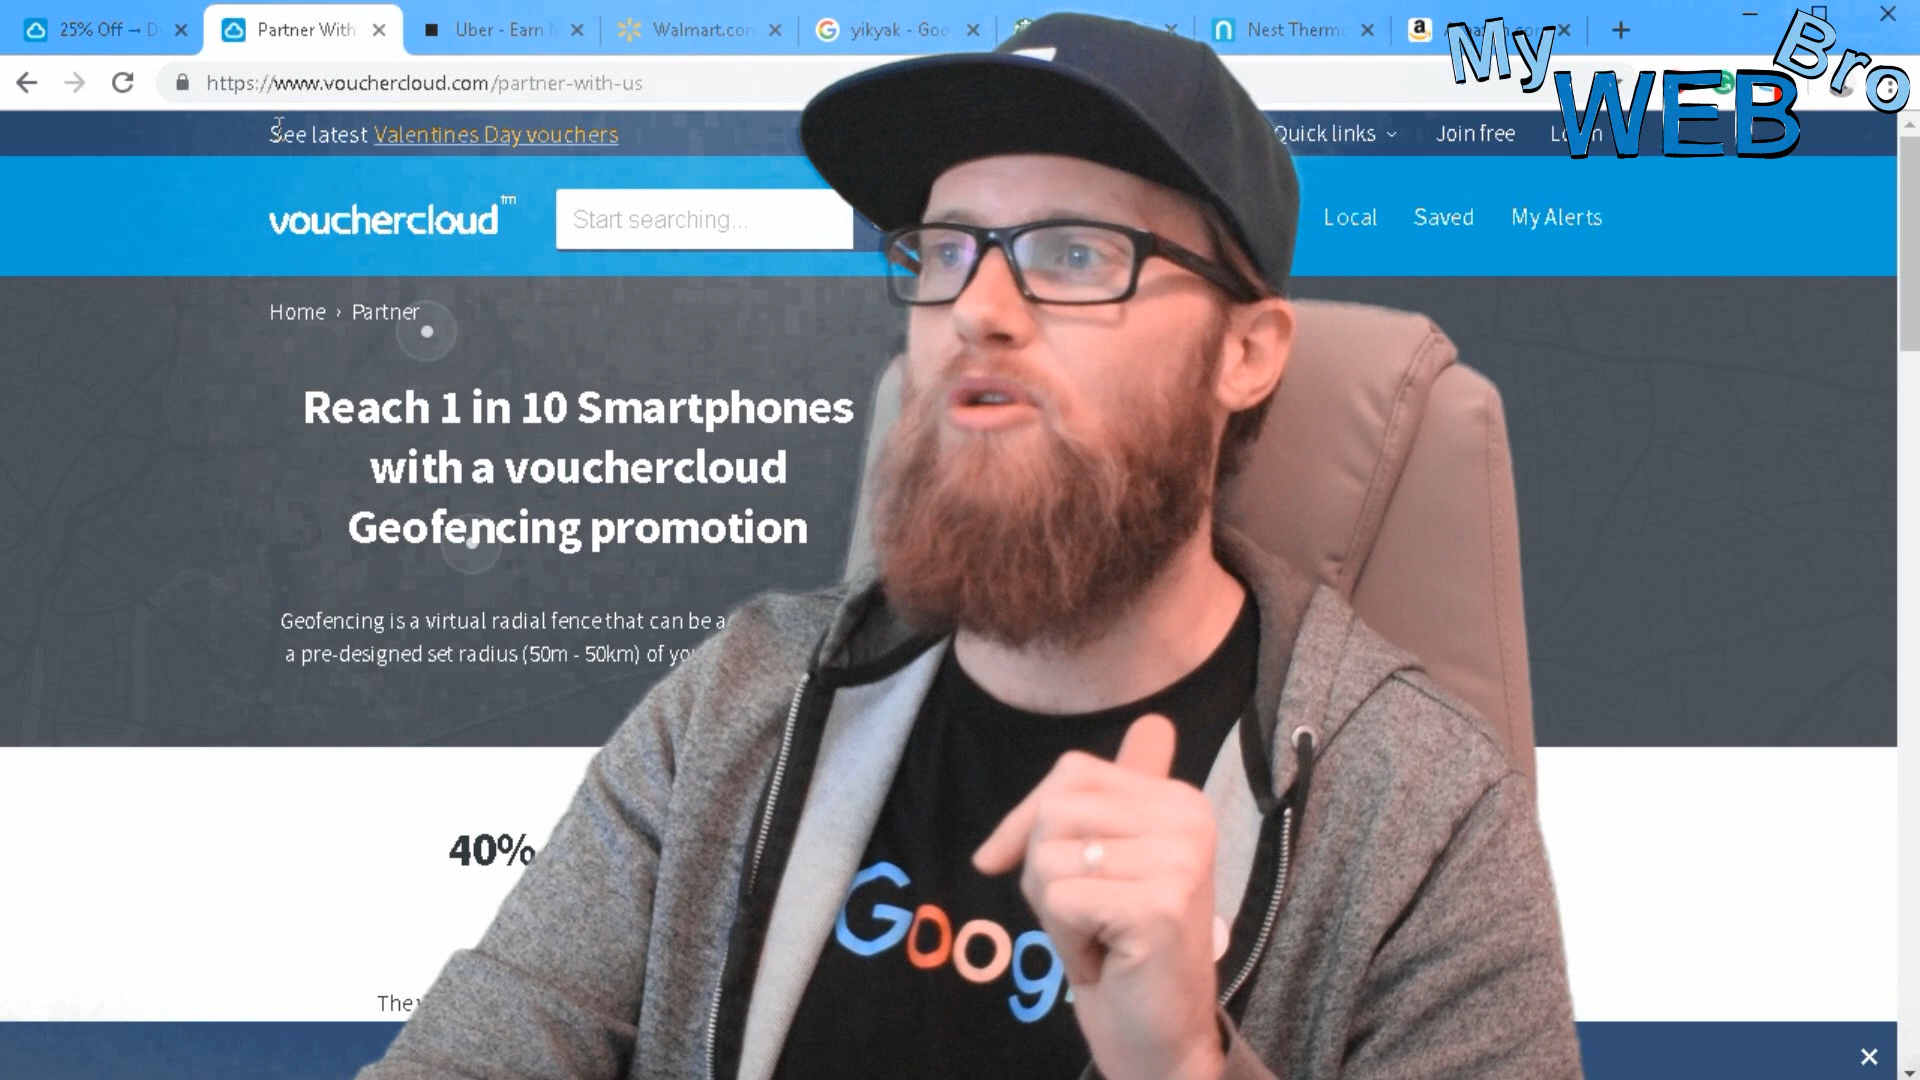 25% Off → D
Partner With
Uber - Earn
Walmart.co
yikyak - Goo
Nest Therm
My WEB Bro
https://www.vouchercloud.com/partner-with-us
See latest Valentines Day vouchers
Quick links
Join free
vouchercloud™
Start searching...
Local
Saved
My Alerts
Home › Partner
Reach 1 in 10 Smartphones
with a vouchercloud
Geofencing promotion
Geofencing is a virtual radial fence that can be a
a pre-designed set radius (50m - 50km) of yo
40%
The
Goog